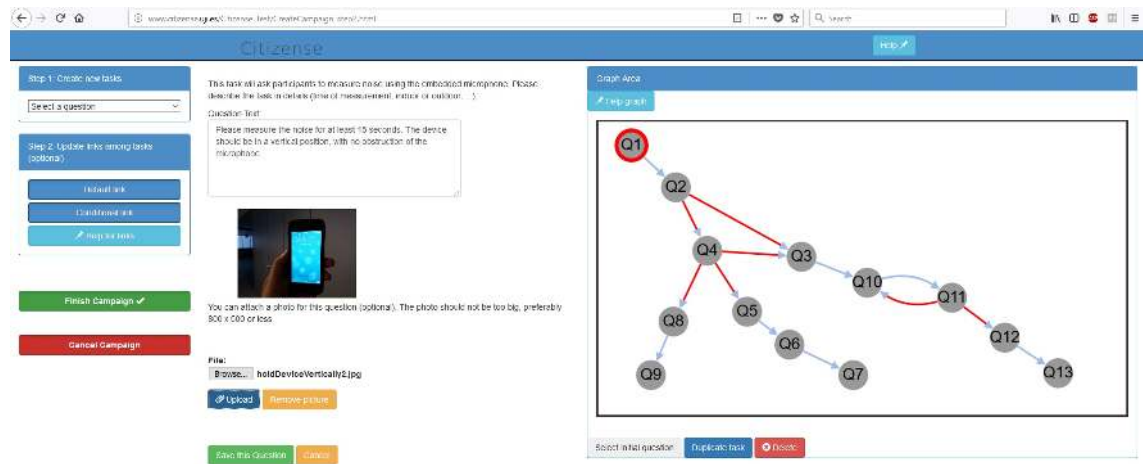 Search
Citizense
Help
Step 1: Create new tasks
Select a question
Step 2: Update links among tasks
(optional)
Default link
Conditional link
Help for links
Finish Campaign
Cancel Campaign
This task will ask participants to measure noise using the embedded microphone. Please
describe the task in details (time of measurement, indoor or outdoor, ...)
Question Text:
Please measure the noise for at least 15 seconds. The device
should be in a vertical position, with no obstruction of the
microphone.
You can attach a photo for this question (optional). The photo should not be too big, preferably
or less
File:
Browse... holdDeviceVertically2.jpg
Upload
Remove picture
Save this Question
Cancel
Graph Area
Help graph
Q1
Q2
Q4
Q3
Q10
Q11
Q8
Q5
Q12
Q6
Q9
Q7
Q13
Select initial question
Duplicate task
Delete